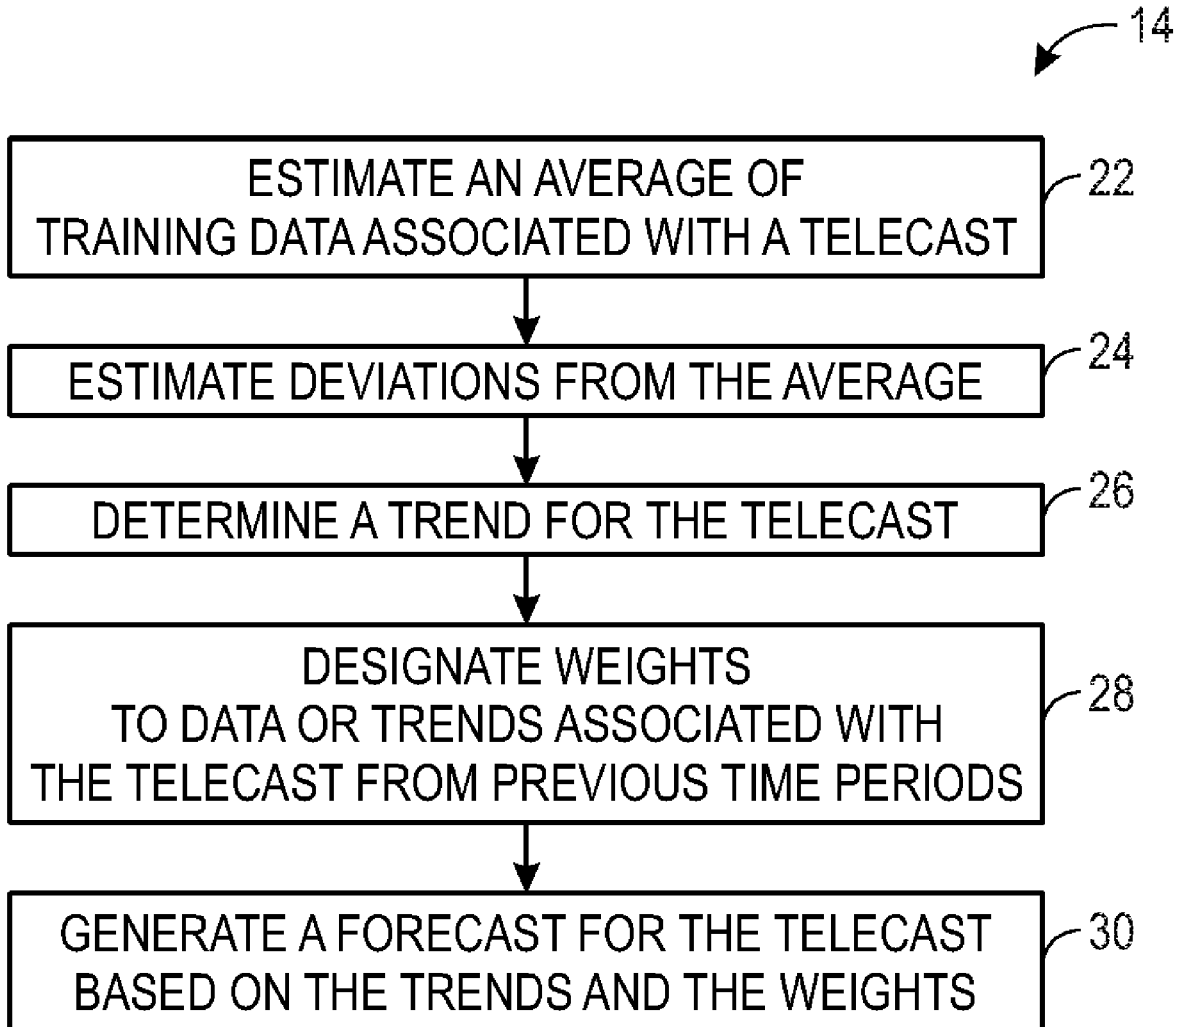 14
ESTIMATE AN AVERAGE OF
TRAINING DATA ASSOCIATED WITH A TELECAST
22
ESTIMATE DEVIATIONS FROM THE AVERAGE
24
DETERMINE A TREND FOR THE TELECAST
26
DESIGNATE WEIGHTS
TO DATA OR TRENDS ASSOCIATED WITH
THE TELECAST FROM PREVIOUS TIME PERIODS
28
GENERATE A FORECAST FOR THE TELECAST
BASED ON THE TRENDS AND THE WEIGHTS
30